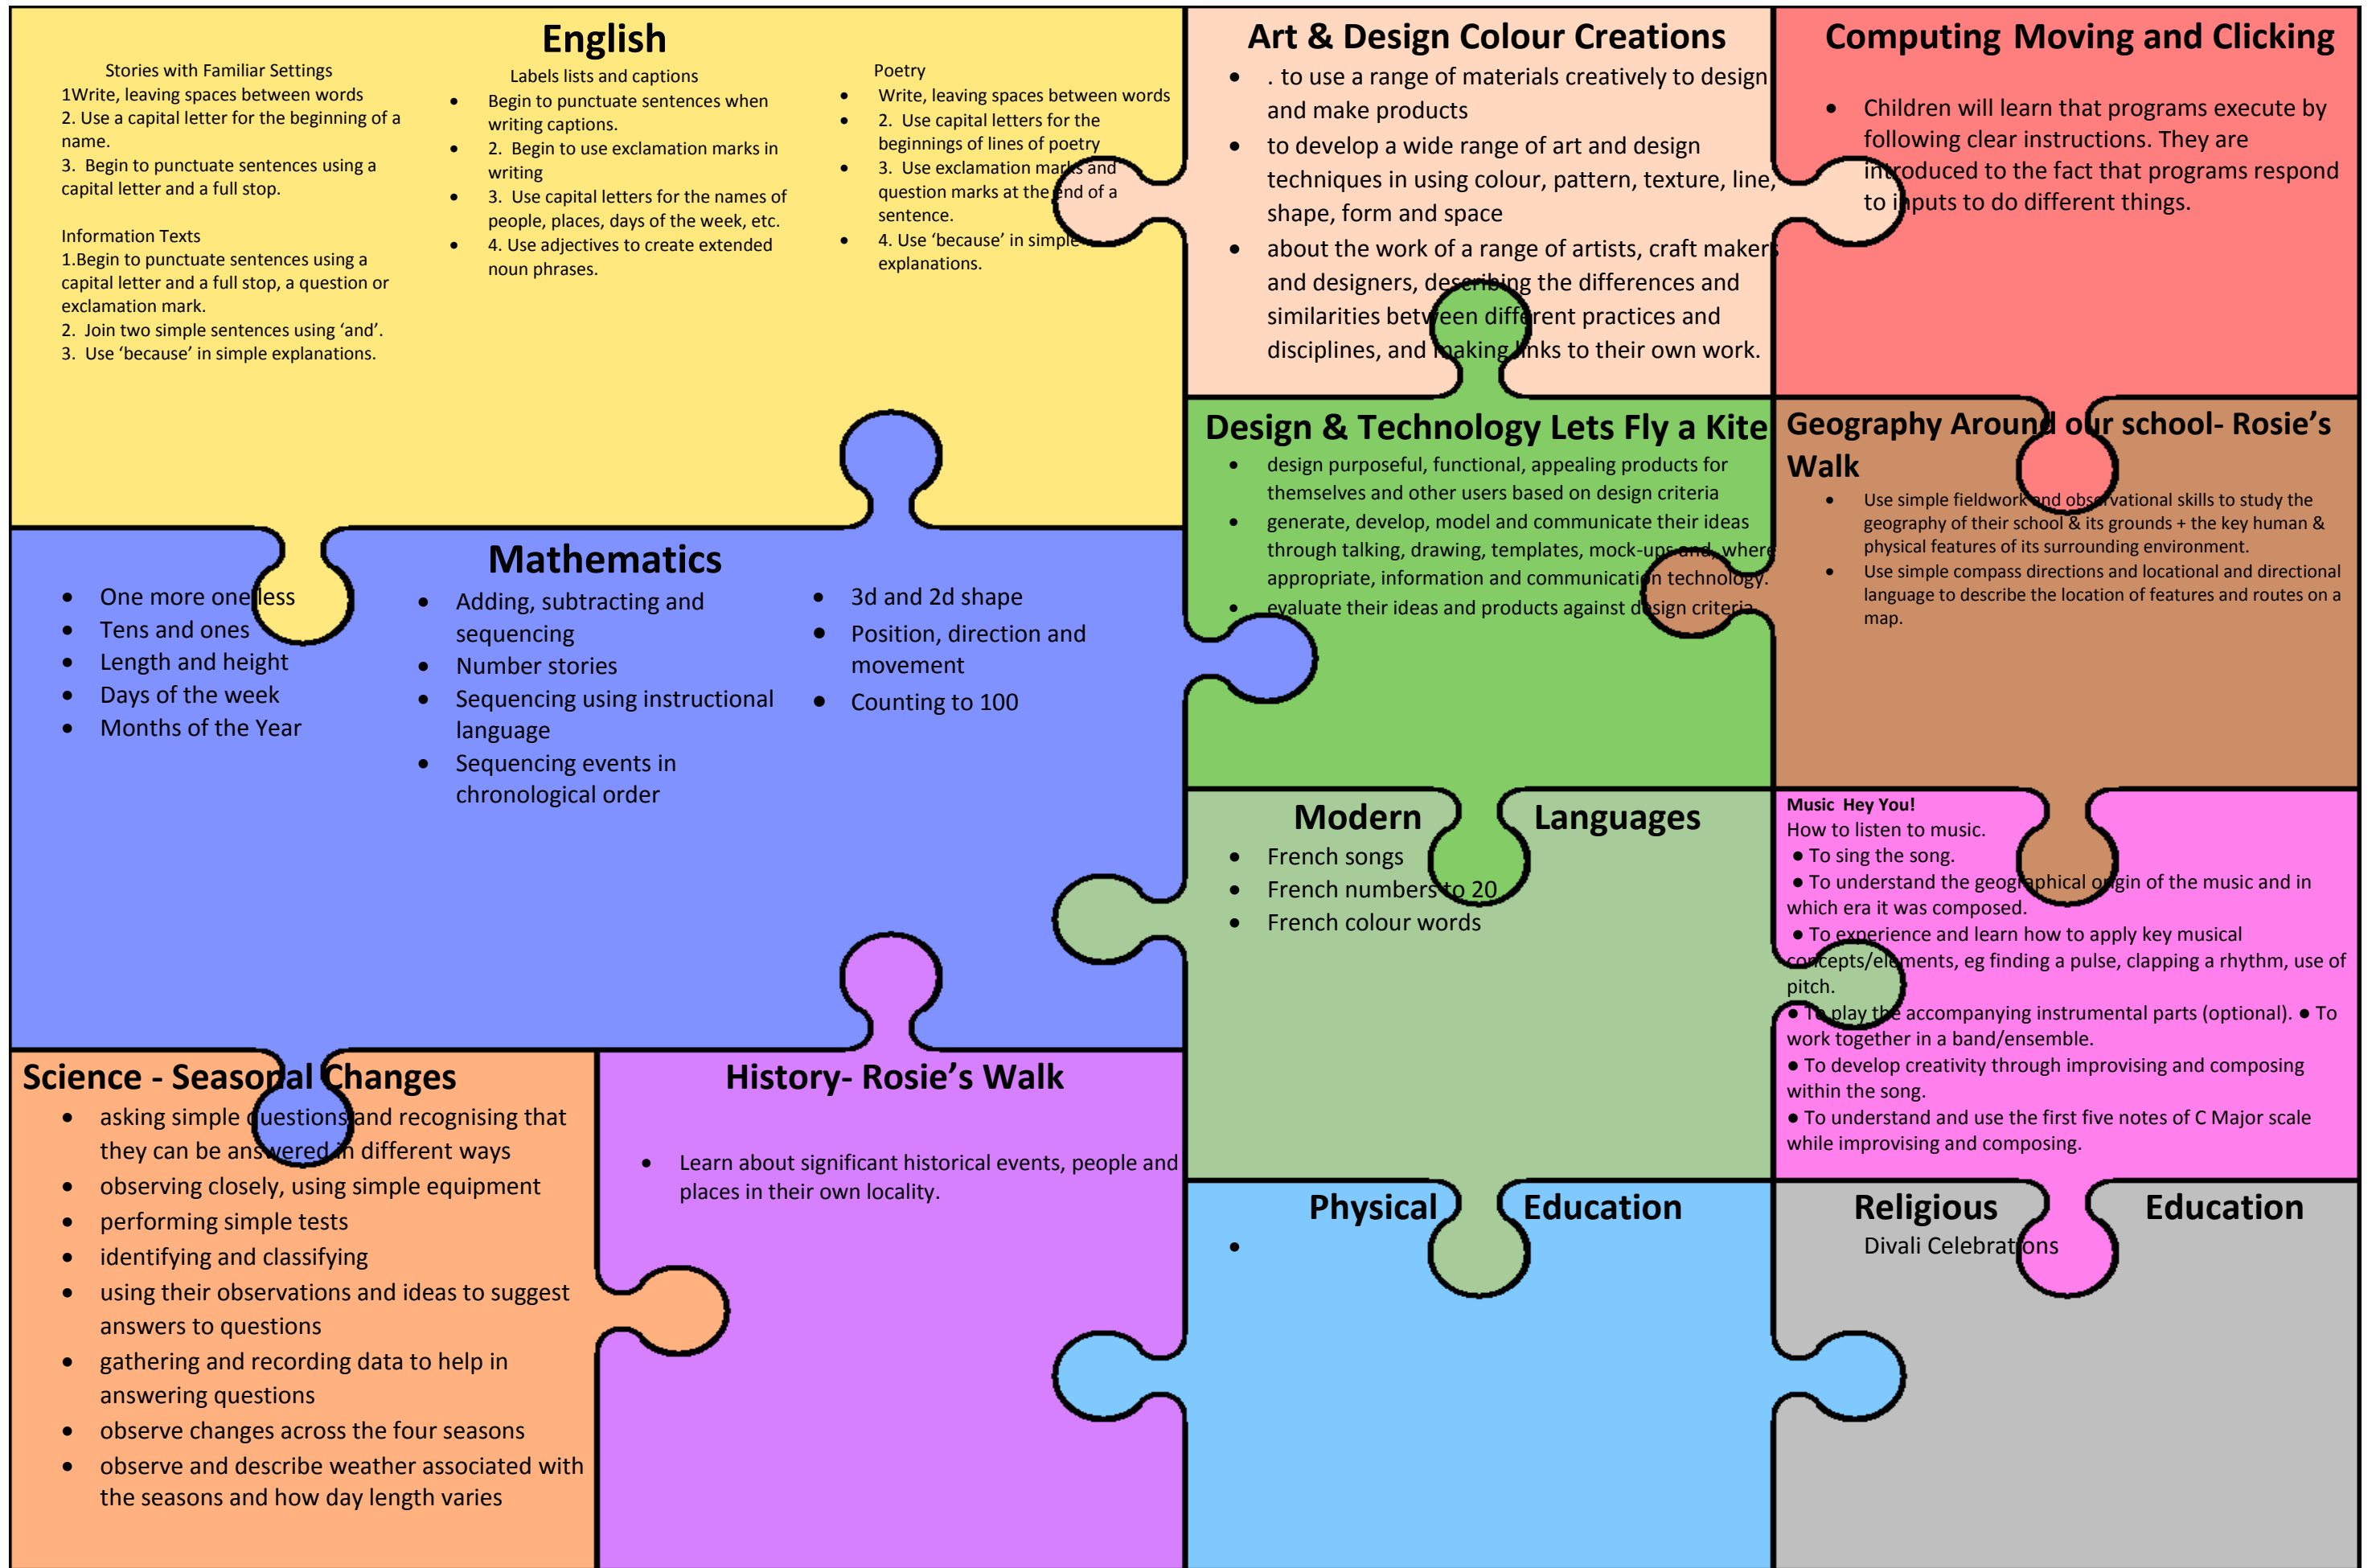 English
Stories with Familiar Settings
1Write, leaving spaces between words
2. Use a capital letter for the beginning of a
name.
3. Begin to punctuate sentences using a
capital letter and a full stop.
Information Texts
1.Begin to punctuate sentences using a
capital letter and a full stop, a question or
exclamation mark.
2. Join two simple sentences using ‘and’.
3. Use ‘because’ in simple explanations.
Labels lists and captions
• Begin to punctuate sentences when
writing captions.
• 2. Begin to use exclamation marks in
writing
• 3. Use capital letters for the names of
people, places, days of the week, etc.
• 4. Use adjectives to create extended
noun phrases.
Poetry
• Write, leaving spaces between words
• 2. Use capital letters for the
beginnings of lines of poetry
• 3. Use exclamation marks and
question marks at the end of a
sentence.
• 4. Use ‘because’ in simple
explanations.
Art & Design Colour Creations
• . to use a range of materials creatively to design
and make products
• to develop a wide range of art and design
techniques in using colour, pattern, texture, line,
shape, form and space
• about the work of a range of artists, craft makers
and designers, describing the differences and
similarities between different practices and
disciplines, and making links to their own work.
Computing Moving and Clicking
• Children will learn that programs execute by
following clear instructions. They are
introduced to the fact that programs respond
to inputs to do different things.
Mathematics
• One more one less
• Tens and ones
• Length and height
• Days of the week
• Months of the Year
• Adding, subtracting and
sequencing
• Number stories
• Sequencing using instructional
language
• Sequencing events in
chronological order
• 3d and 2d shape
• Position, direction and
movement
• Counting to 100
Design & Technology Lets Fly a Kite
• design purposeful, functional, appealing products for
themselves and other users based on design criteria
• generate, develop, model and communicate their ideas
through talking, drawing, templates, mock-ups and, where
appropriate, information and communication technology.
• evaluate their ideas and products against design criteria
Geography Around our school- Rosie’s
Walk
• Use simple fieldwork and observational skills to study the
geography of their school & its grounds + the key human &
physical features of its surrounding environment.
• Use simple compass directions and locational and directional
language to describe the location of features and routes on a
map.
Modern Languages
• French songs
• French numbers to 20
• French colour words
Music Hey You!
How to listen to music.
● To sing the song.
● To understand the geographical origin of the music and in
which era it was composed.
● To experience and learn how to apply key musical
concepts/elements, eg finding a pulse, clapping a rhythm, use of
pitch.
● To play the accompanying instrumental parts (optional). ● To
work together in a band/ensemble.
● To develop creativity through improvising and composing
within the song.
● To understand and use the first five notes of C Major scale
while improvising and composing.
Science - Seasonal Changes
• asking simple questions and recognising that
they can be answered in different ways
• observing closely, using simple equipment
• performing simple tests
• identifying and classifying
• using their observations and ideas to suggest
answers to questions
• gathering and recording data to help in
answering questions
• observe changes across the four seasons
• observe and describe weather associated with
the seasons and how day length varies
History- Rosie’s Walk
• Learn about significant historical events, people and
places in their own locality.
Physical Education
•
Religious Education
Divali Celebrations